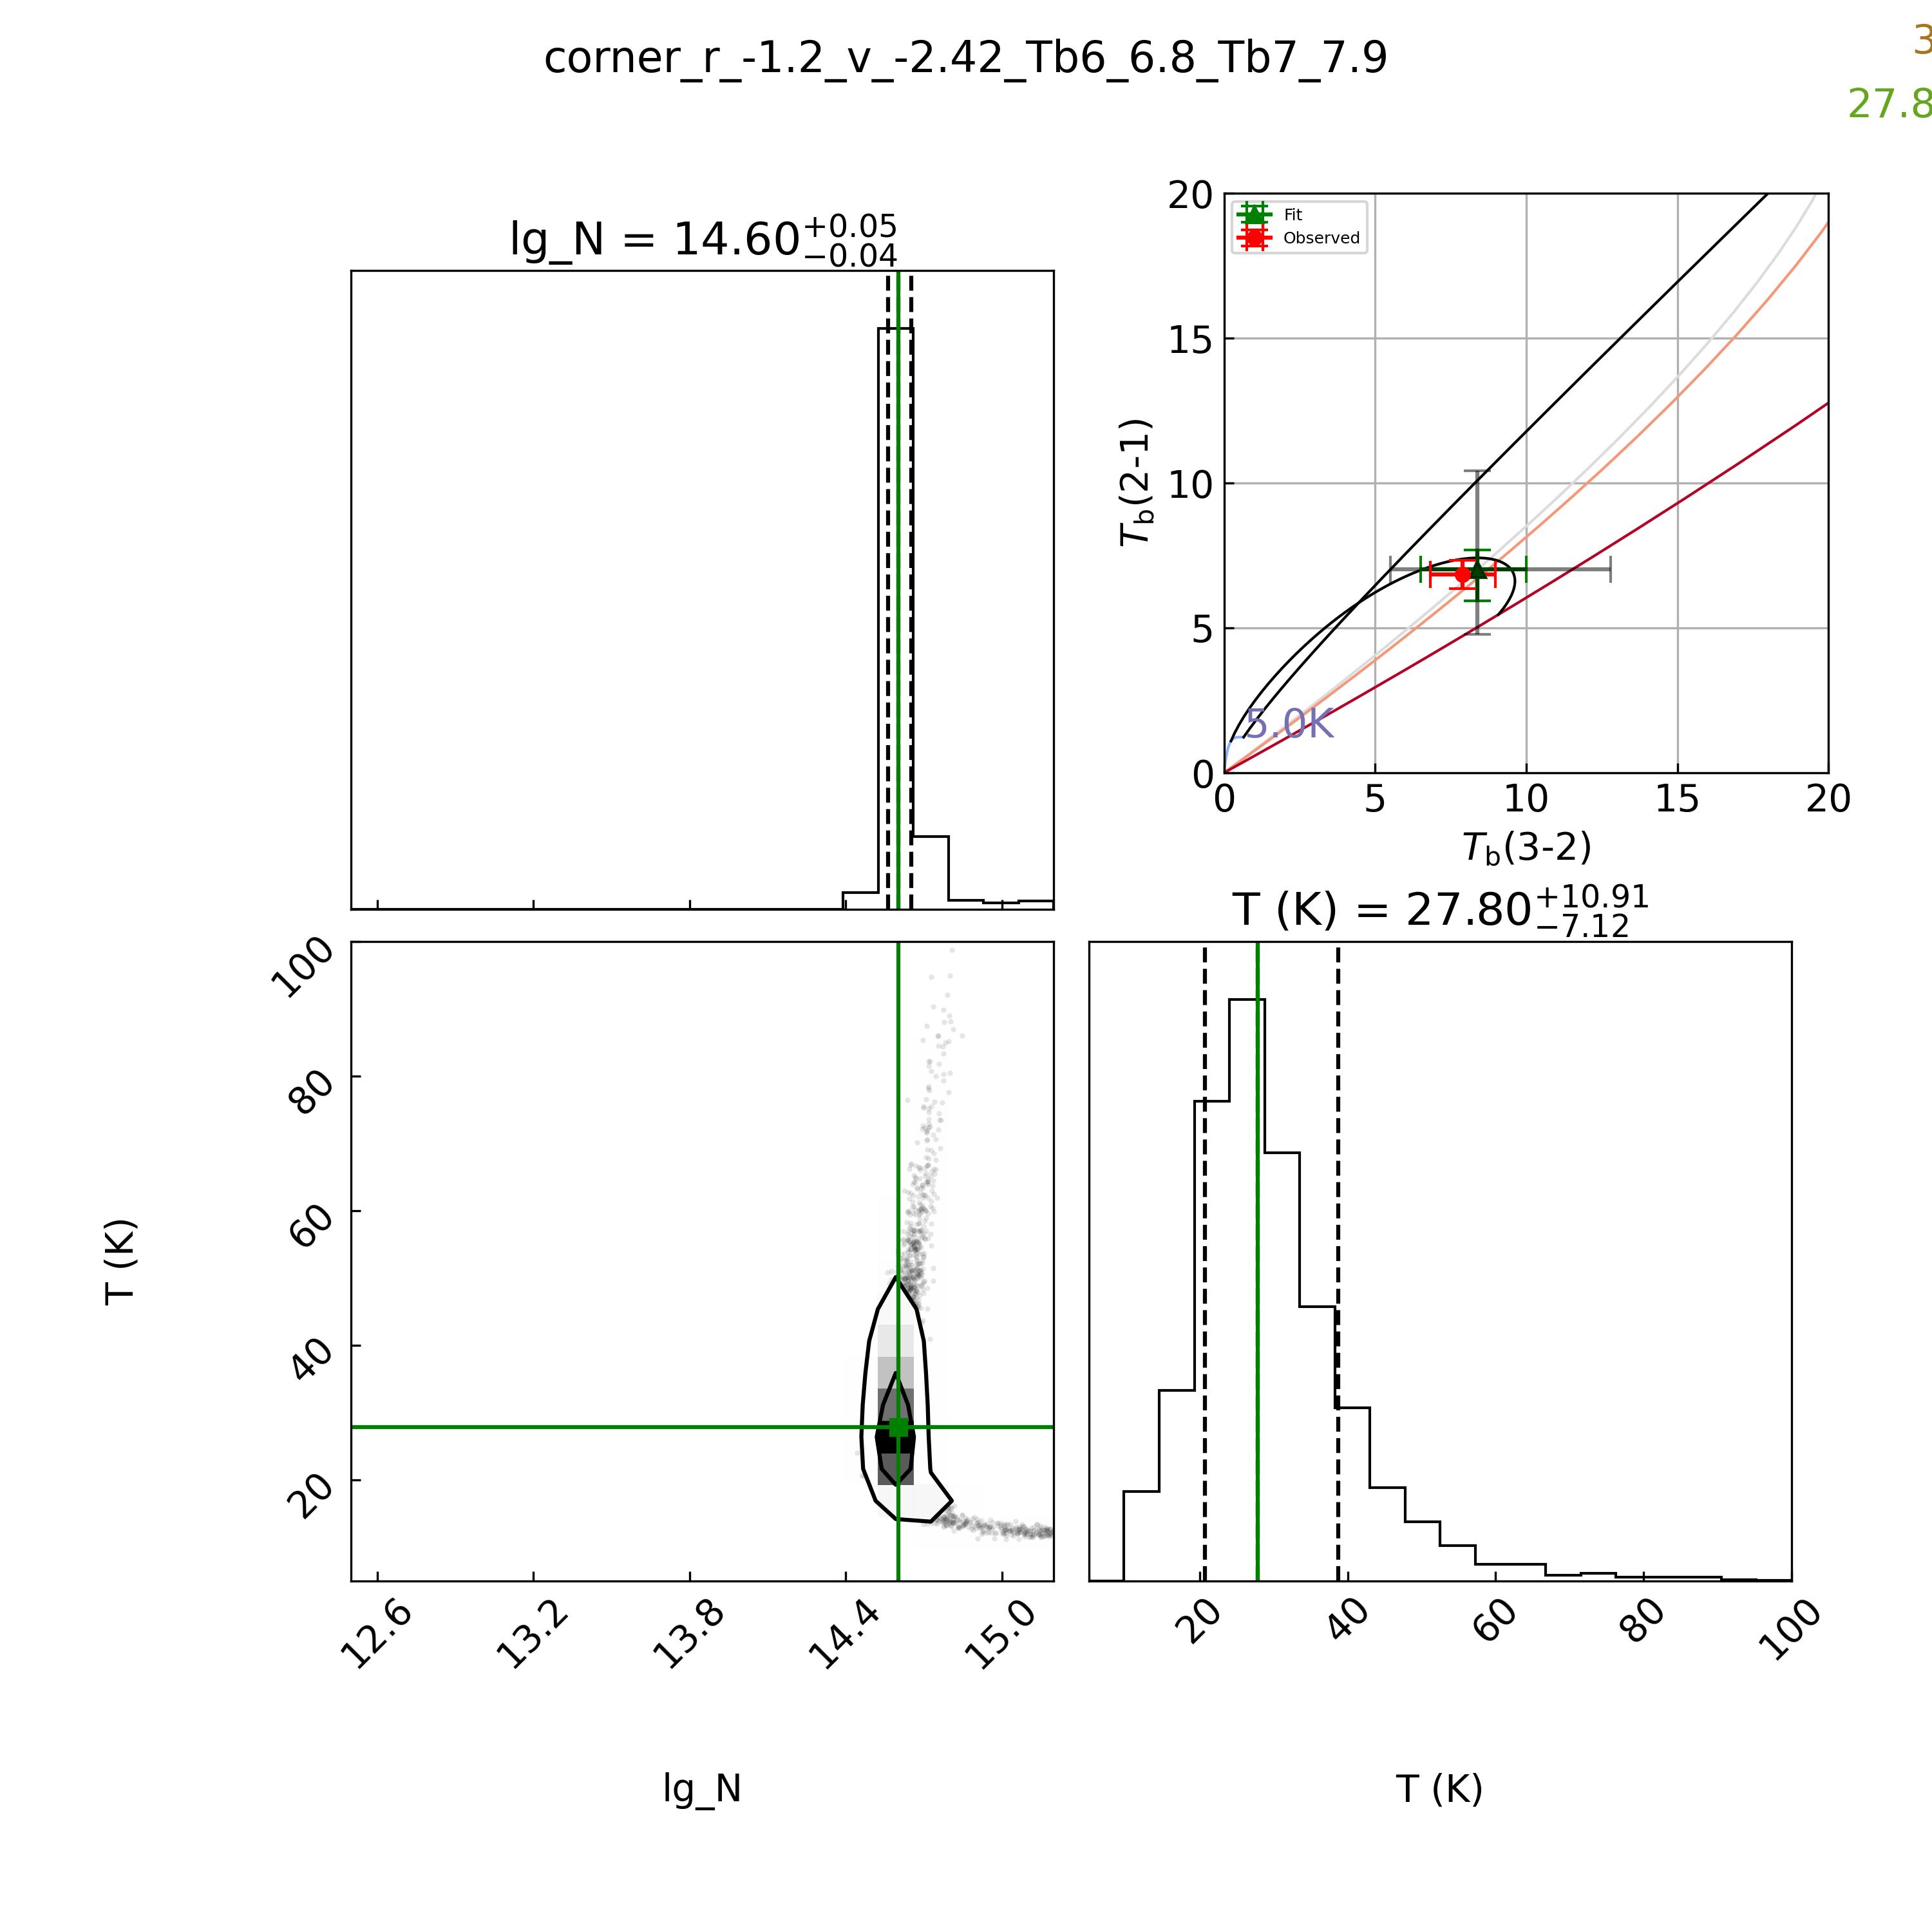 corner_r_-1.2_v_-2.42_Tb6_6.8_Tb7_7.9
3
27.8
lg_N = 14.60+0.05−0.04
20
15
10
5
0
Tb(2-1)
Fit
Observed
5.0K
0 5 10 15 20
Tb(3-2)
T (K) = 27.80+10.91−7.12
100
80
60
40
20
T (K)
12.6 13.2 13.8 14.4 15.0
lg_N
20 40 60 80 100
T (K)